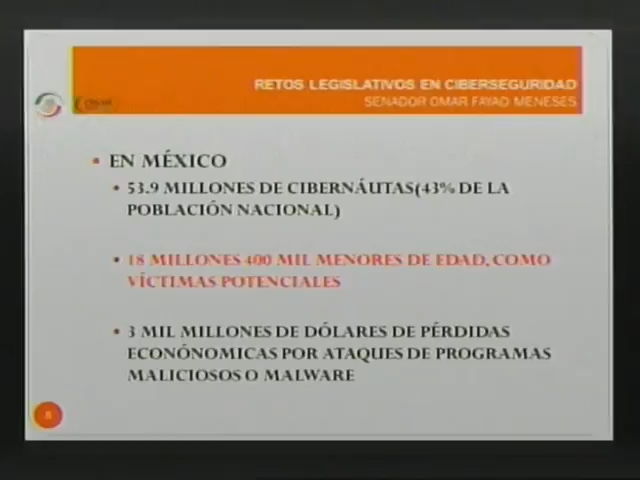 RETOS LEGISLATIVOS EN CIBERSEGURIDAD
SENADOR OMAR FAYAD MENESES
• EN MÉXICO
• 53.9 MILLONES DE CIBERNÁUTAS(43% DE LA
POBLACIÓN NACIONAL)
• 18 MILLONES 400 MIL MENORES DE EDAD, COMO
VÍCTIMAS POTENCIALES
• 3 MIL MILLONES DE DÓLARES DE PÉRDIDAS
ECONÓNOMICAS POR ATAQUES DE PROGRAMAS
MALICIOSOS O MALWARE
8